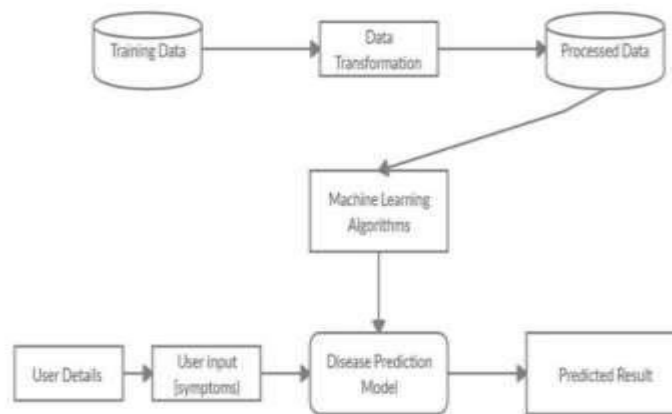 Training Data
Data
Transformation
Processed Data
Machine Learning
Algorithms
User Details
User input
(symptoms)
Disease Prediction
Model
Predicted Result